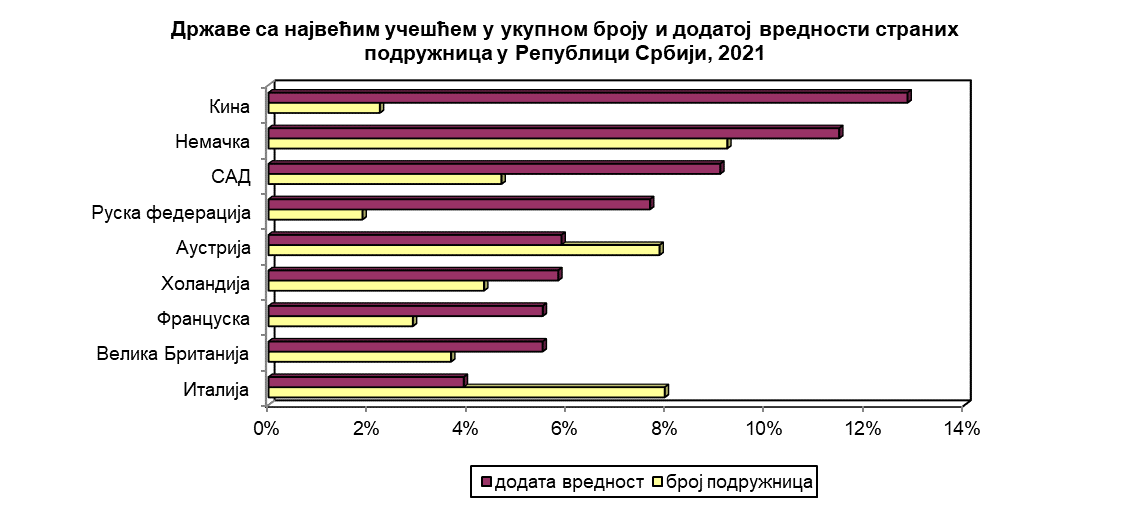 Државе са највећим учешћем у укупном броју и додатој вредности страних
подружница у Републици Србији, 2021
Кина
Немачка
САД
Руска федерација
Аустрија
Холандија
Француска
Велика Британија
Италија
0% 2% 4% 6% 8% 10% 12% 14%
додата вредност број подружница